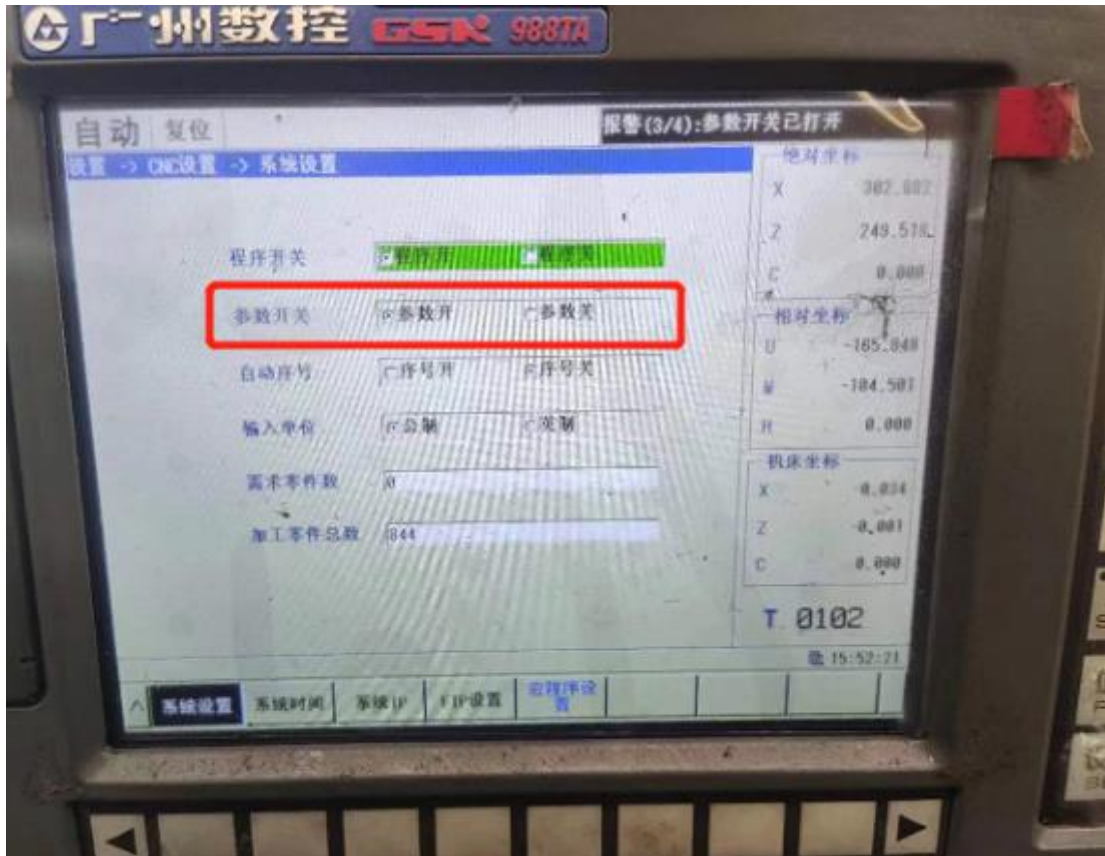 广州数控 GSK 988TA
自动 复位 报警(3/4):参数开关已打开
设置 -> CNC设置 -> 系统设置
绝对坐标
X 302.802
Z 249.518
C 0.000
程序开关 程序开 程序关
参数开关 参数开 参数关
相对坐标
U -165.848
自动序号 序号开 序号关
W -104.501
输入单位 公制 英制
H 0.000
机床坐标
需求零件数 0
X -0.034
加工零件总数 844
Z -0.001
C 0.000
T 0102
15:52:21
系统设置 系统时间 系统IP FTP设置 宏程序设置